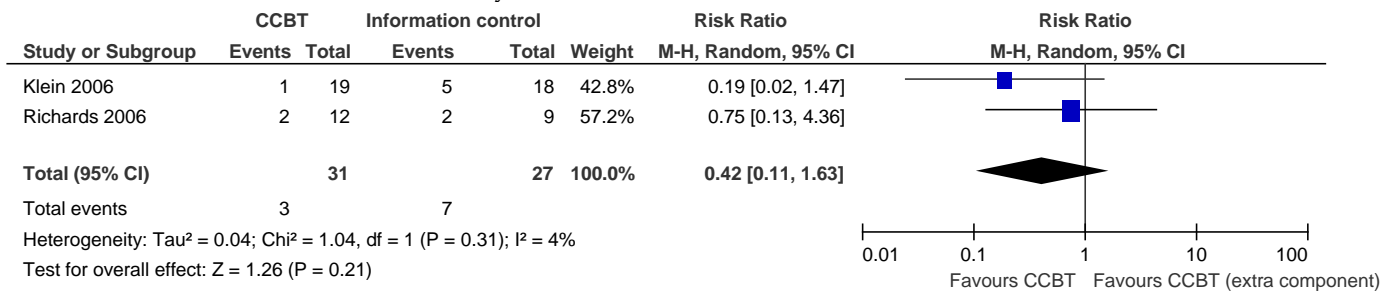 CCBT Information control Risk Ratio Risk Ratio
Study or Subgroup Events Total Events Total Weight M-H, Random, 95% CI M-H, Random, 95% CI
Klein 2006 1 19 5 18 42.8% 0.19 [0.02, 1.47]
Richards 2006 2 12 2 9 57.2% 0.75 [0.13, 4.36]
Total (95% CI) 31 27 100.0% 0.42 [0.11, 1.63]
Total events 3 7
Heterogeneity: Tau² = 0.04; Chi² = 1.04, df = 1 (P = 0.31); I² = 4%
Test for overall effect: Z = 1.26 (P = 0.21)
0.01 0.1 1 10 100
Favours CCBT Favours CCBT (extra component)